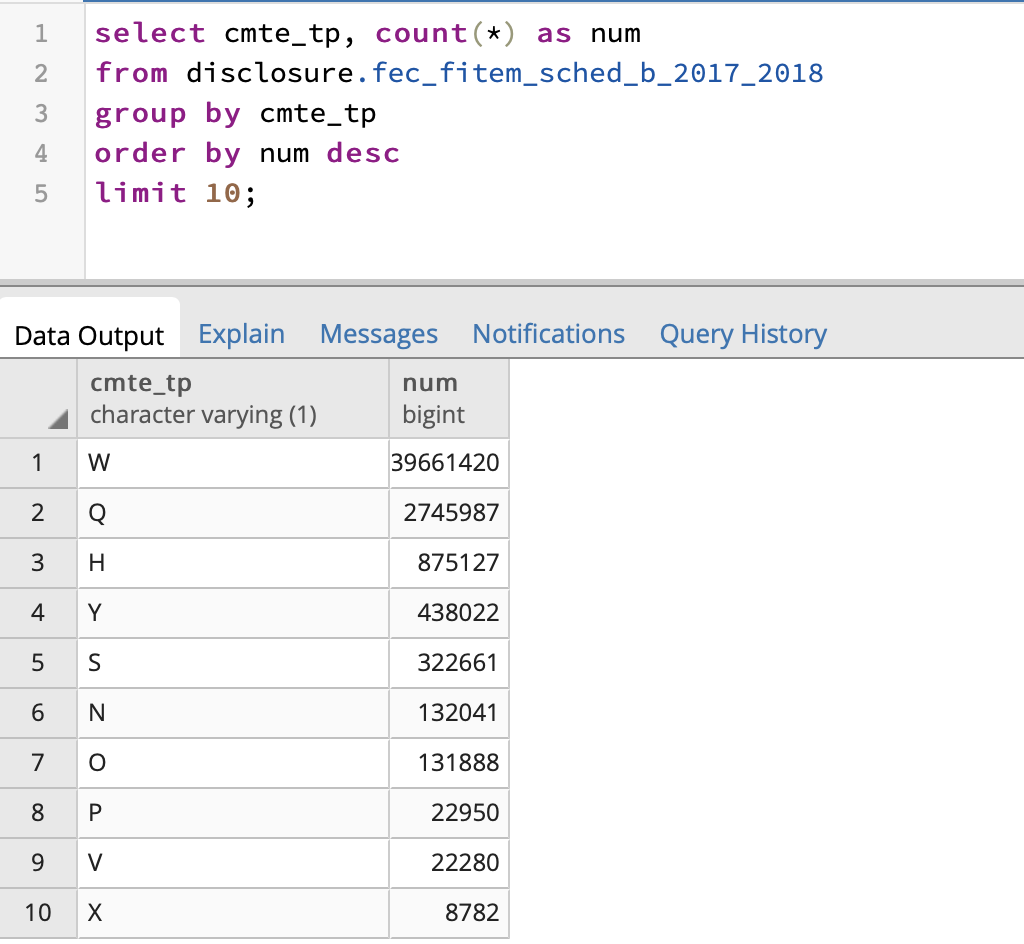 1 select cmte_tp, count(*) as num
2 from disclosure.fec_fitem_sched_b_2017_2018
3 group by cmte_tp
4 order by num desc
5 limit 10;
Data Output Explain Messages Notifications Query History
cmte_tp num
character varying (1) bigint
1 W 39661420
2 Q 2745987
3 H 875127
4 Y 438022
5 S 322661
6 N 132041
7 O 131888
8 P 22950
9 V 22280
10 X 8782